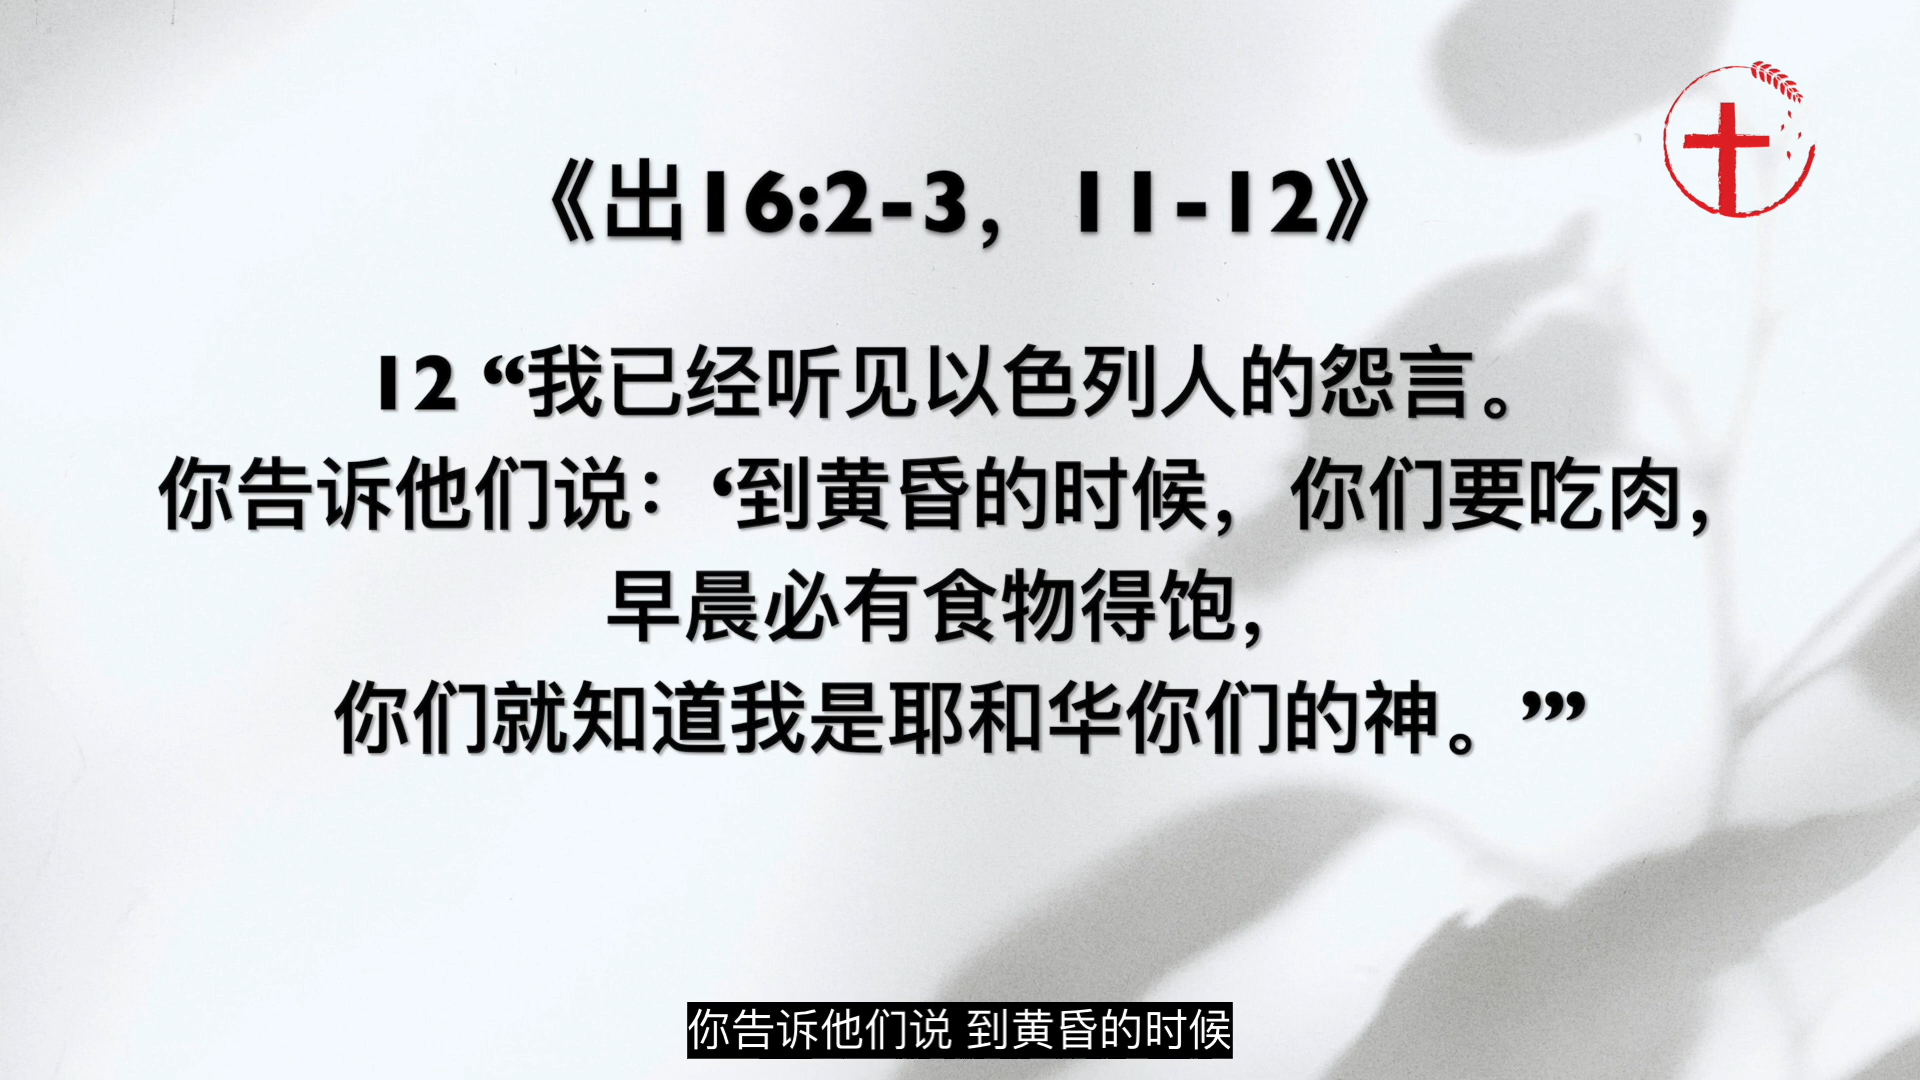 《出16:2-3，11-12》
12 “我已经听见以色列人的怨言。
你告诉他们说：‘到黄昏的时候，你们要吃肉，
早晨必有食物得饱，
你们就知道我是耶和华你们的神。’”
你告诉他们说 到黄昏的时候